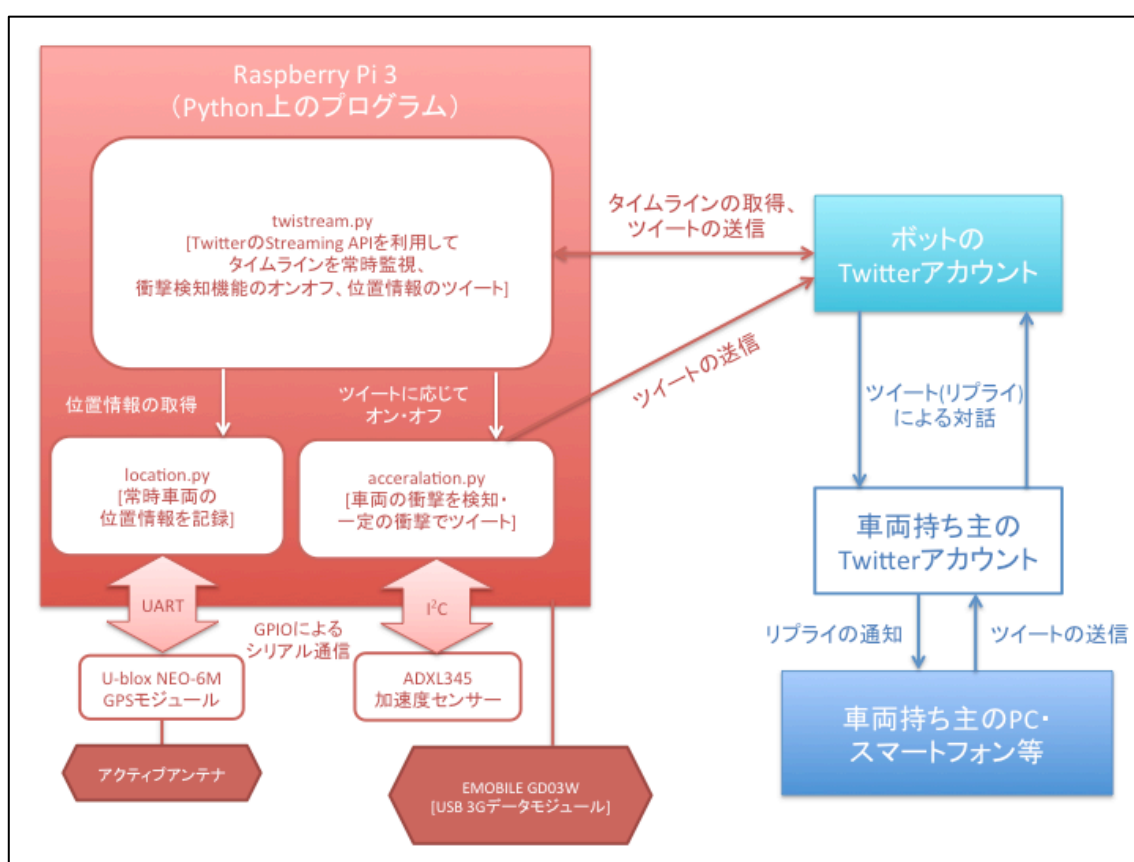 Raspberry Pi 3
（Python上のプログラム）
twistream.py
[TwitterのStreaming APIを利用して
タイムラインを常時監視、
衝撃検知機能のオンオフ、位置情報のツイート]
タイムラインの取得、
ツイートの送信
ボットの
Twitterアカウント
ツイートの送信
位置情報の取得
ツイートに応じて
オン・オフ
ツイート(リプライ)
による対話
location.py
[常時車両の
位置情報を記録]
acceralation.py
[車両の衝撃を検知・
一定の衝撃でツイート]
車両持ち主の
Twitterアカウント
UART
I²C
GPIOによる
シリアル通信
リプライの通知
ツイートの送信
U-blox NEO-6M
GPSモジュール
ADXL345
加速度センサー
車両持ち主のPC・
スマートフォン等
アクティブアンテナ
EMOBILE GD03W
[USB 3Gデータモジュール]